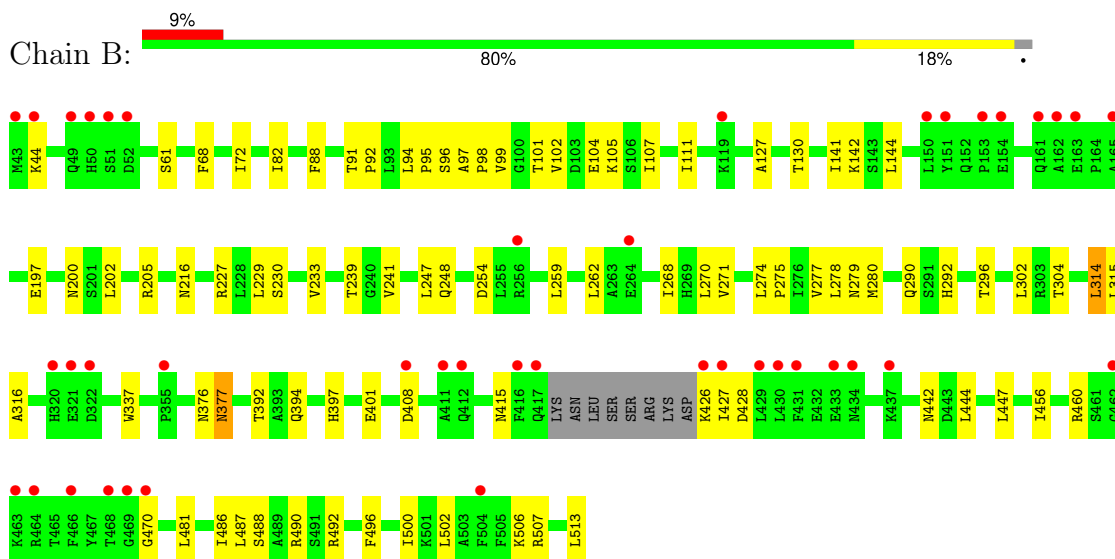 9%
Chain B:
80% 18% •
M43 K44 Q49 H50 S51 D52 S61 F68 I72 I82 F88 T91 P92 L93 L94 P95 S96 A97 P98 V99 G100 T101 V102 D103 E104 K105 S106 I107 I111 K119 A127 T130 I141 K142 S143 L144 L150 Y151 Q152 P153 E154 Q161 A162 E163 P164 A165
E197 N200 S201 L202 R205 N216 R227 L228 L229 S230 V233 T239 G240 V241 L247 Q248 D254 L255 R256 L259 L262 A263 E264 I268 H269 L270 V271 L274 P275 I276 V277 L278 N279 M280 Q290 S291 H292 T296 L302 R303 T304 L314 L315
A316 H320 E321 D322 W337 P355 N376 N377 T392 A393 Q394 H397 E401 D408 A411 Q412 N415 F416 Q417 LYS ASN LEU SER SER ARG LYS ASP K426 I427 D428 L429 L430 F431 E432 E433 N434 K437 N442 D443 L444 L447 I456 R460 S461 G462
K463 R464 T465 F466 Y467 T468 G469 G470 L481 I486 L487 S488 A489 R490 S491 R492 F496 I500 K501 L502 A503 F504 F505 K506 R507 L513